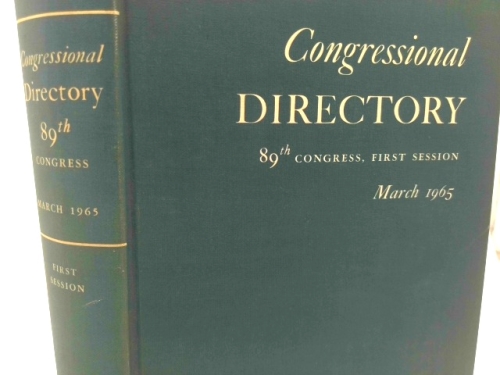 Congressional
Directory
89th
CONGRESS
MARCH 1965
FIRST
SESSION
Congressional
DIRECTORY
89th CONGRESS, FIRST SESSION
March 1965